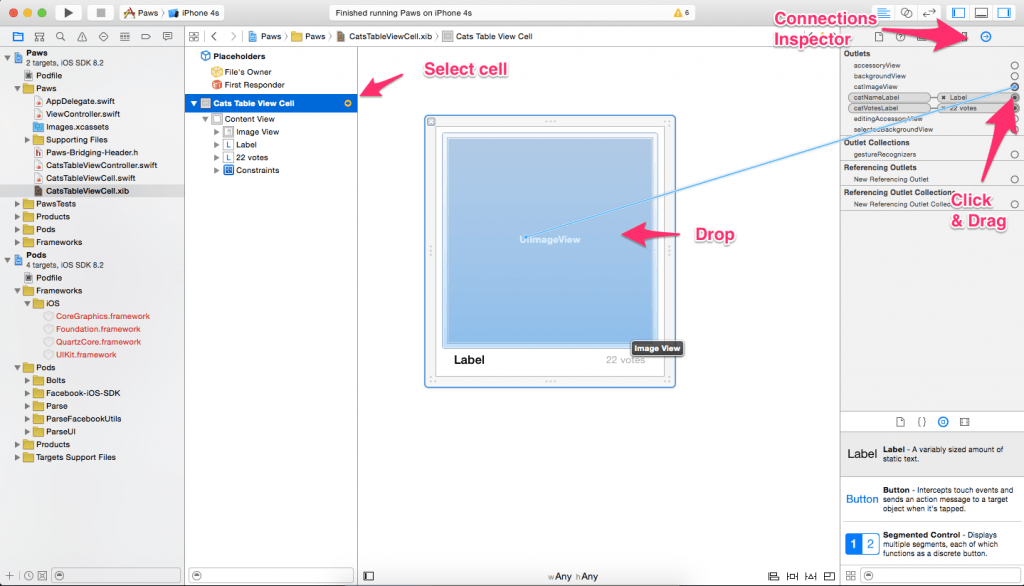 Paws
iPhone 4s
Finished running Paws on iPhone 4s
6
Paws
Paws
CatsTableViewCell.xib
Cats Table View Cell
Connections
Inspector
Paws
2 targets, iOS SDK 8.2
Podfile
Paws
AppDelegate.swift
ViewController.swift
Images.xcassets
Supporting Files
Paws-Bridging-Header.h
CatsTableViewController.swift
CatsTableViewCell.swift
CatsTableViewCell.xib
PawsTests
Products
Pods
Frameworks
Pods
4 targets, iOS SDK 8.2
Podfile
Frameworks
iOS
CoreGraphics.framework
Foundation.framework
QuartzCore.framework
UIKit.framework
Pods
Bolts
Facebook-iOS-SDK
Parse
ParseFacebookUtils
ParseUI
Products
Targets Support Files
Placeholders
File's Owner
First Responder
Cats Table View Cell
Content View
Image View
L Label
L 22 votes
Constraints
Select cell
UIImageView
Drop
Image View
Label
22 votes
wAny hAny
Outlets
accessoryView
backgroundView
catImageView
catNameLabel
Label
catVotesLabel
22 votes
editingAccessoryView
selectedBackgroundView
Outlet Collections
gestureRecognizers
Referencing Outlets
New Referencing Outlet
Referencing Outlet Collections
New Referencing Outlet Collec
Click
& Drag
Label
Label - A variably sized amount of
static text.
Button
Button - Intercepts touch events and
sends an action message to a target
object when it's tapped.
1 2
Segmented Control - Displays
multiple segments, each of which
functions as a discrete button.